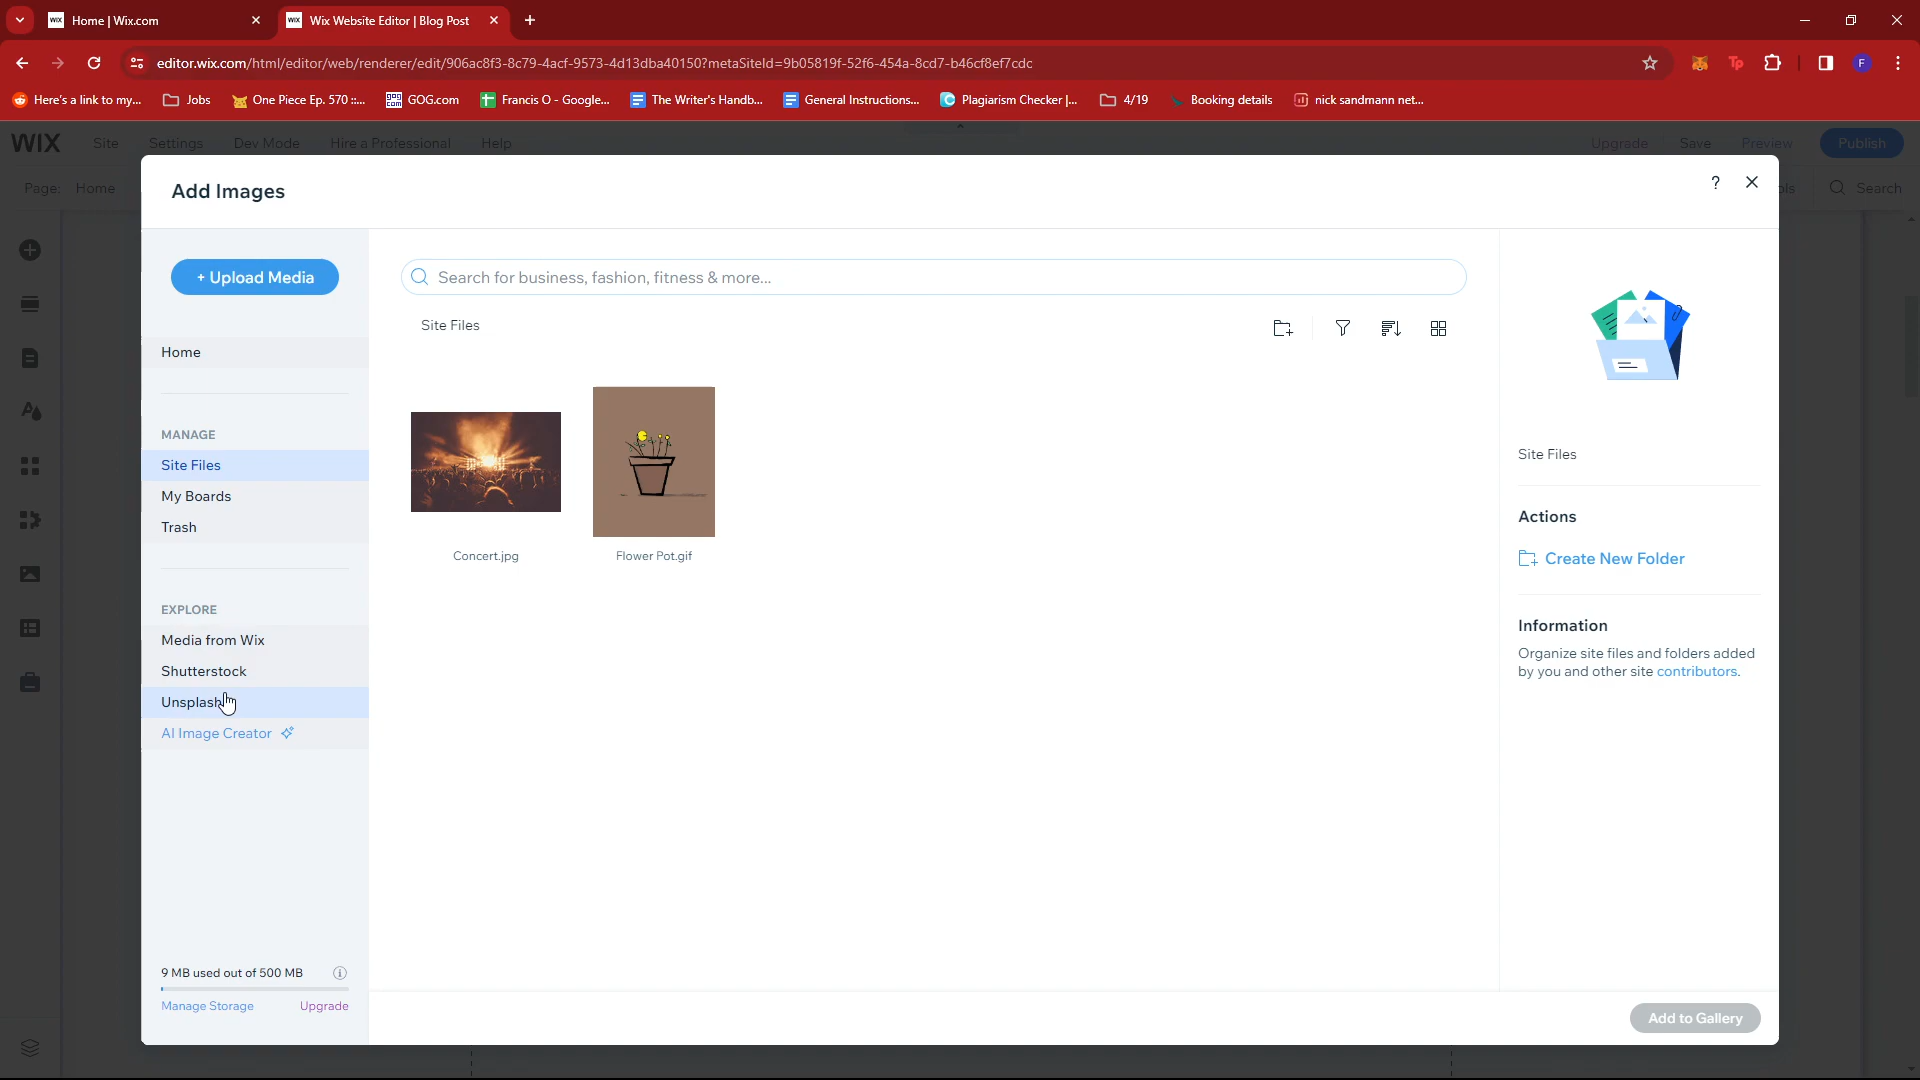 WIX Home | Wix.com
WIX Wix Website Editor | Blog Post
editor.wix.com/html/editor/web/renderer/edit/906ac8f3-8c79-4acf-9573-4d13dba40150?metaSiteId=9b05819f-52f6-454a-8cd7-b46cf8ef7cdc
Tp F
Here's a link to my... Jobs One Piece Ep. 570 ::... GOG.com Francis O - Google... The Writer's Handb... General Instructions... Plagiarism Checker |... 4/19 Booking details nick sandmann net...
WIX Site Settings Dev Mode Hire a Professional Help Upgrade Save Preview Publish
Page: Home Search
Add Images ?
+ Upload Media
Search for business, fashion, fitness & more...
Site Files
Home
MANAGE
Site Files
My Boards
Trash
EXPLORE
Media from Wix
Shutterstock
Unsplash
AI Image Creator
Concert.jpg
Flower Pot.gif
Site Files
Actions
Create New Folder
Information
Organize site files and folders added
by you and other site contributors.
9 MB used out of 500 MB
Manage Storage Upgrade
Add to Gallery